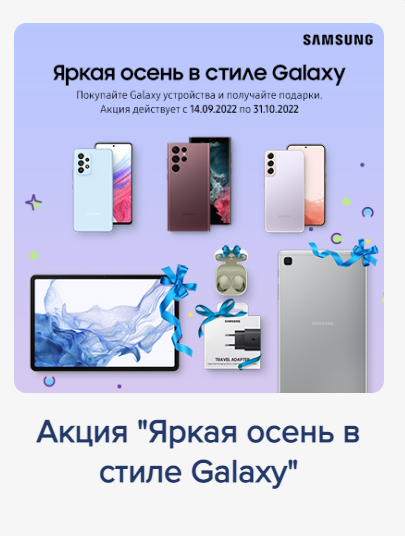 SAMSUNG
Яркая осень в стиле Galaxy
Покупайте Galaxy устройства и получайте подарки.
Акция действует с 14.09.2022 по 31.10.2022
SAMSUNG
SAMSUNG
TRAVEL ADAPTER
Акция "Яркая осень в
стиле Galaxy"